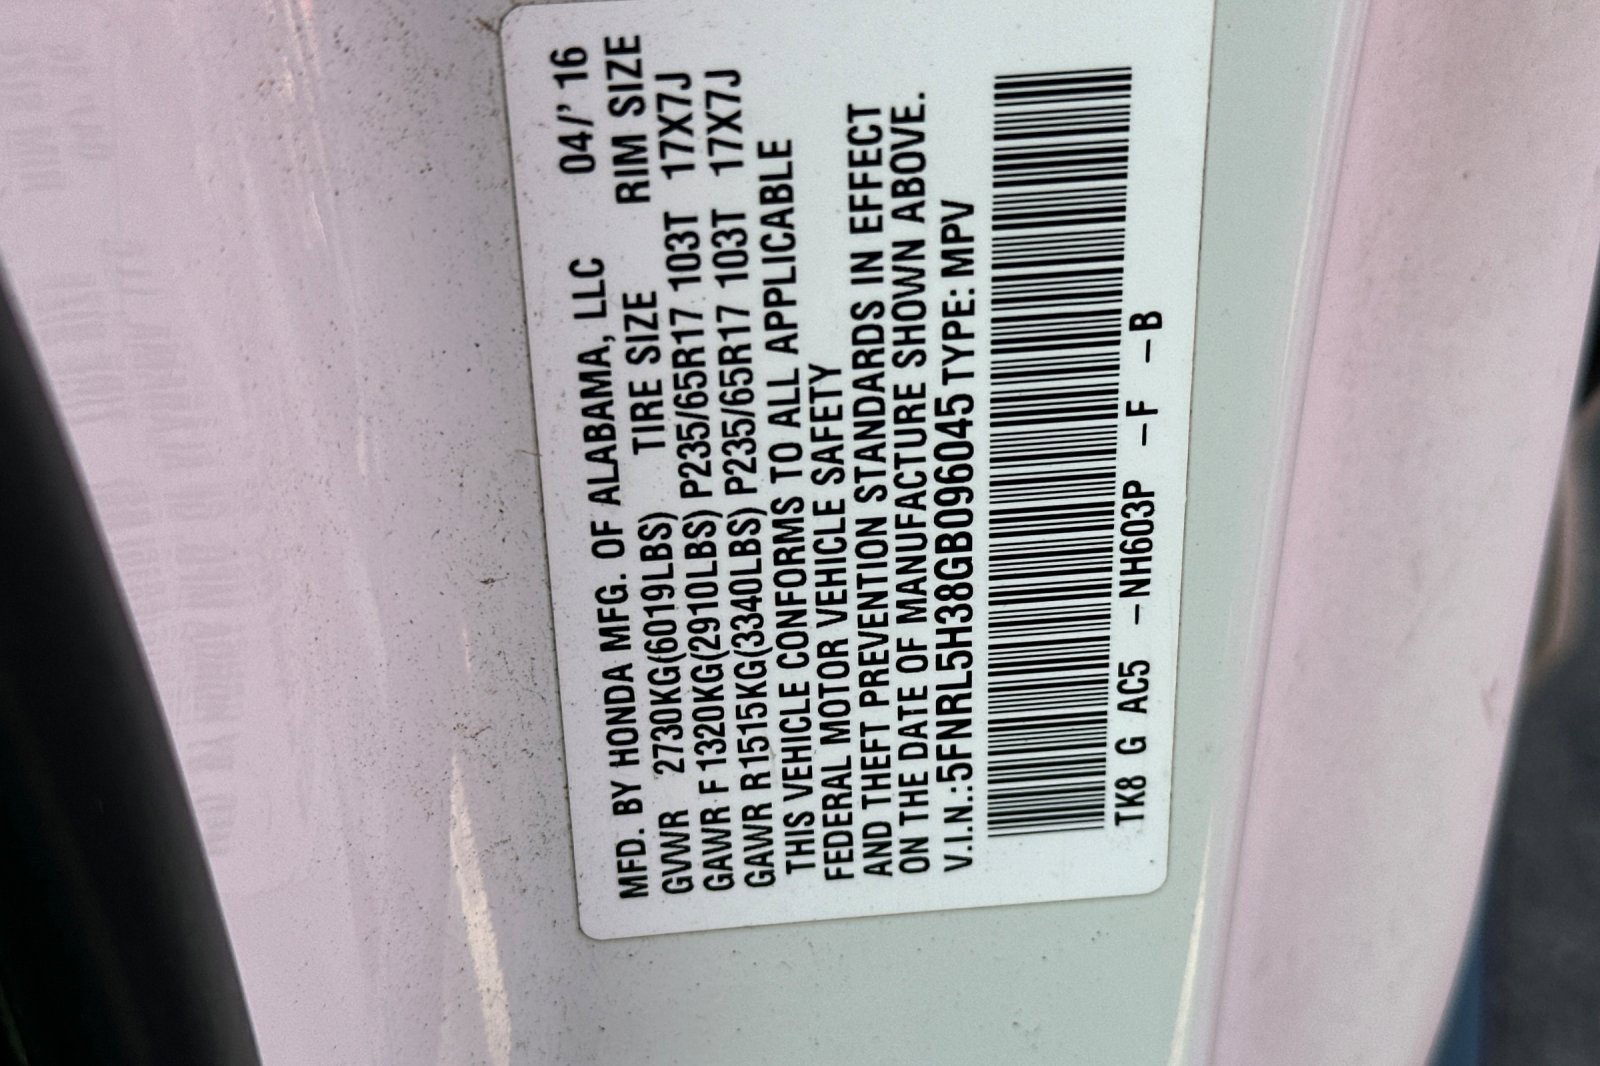 MFD. BY HONDA MFG. OF ALABAMA, LLC 04/' 16
GVWR 2730KG(6019LBS) TIRE SIZE RIM SIZE
GAWR F 1320KG(2910LBS) P235/65R17 103T 17X7J
GAWR R1515KG(3340LBS) P235/65R17 103T 17X7J
THIS VEHICLE CONFORMS TO ALL APPLICABLE
FEDERAL MOTOR VEHICLE SAFETY
AND THEFT PREVENTION STANDARDS IN EFFECT
ON THE DATE OF MANUFACTURE SHOWN ABOVE.
V.I.N.:5FNRL5H38GB096045 TYPE: MPV
TK8 G AC5 –NH603P –F –B